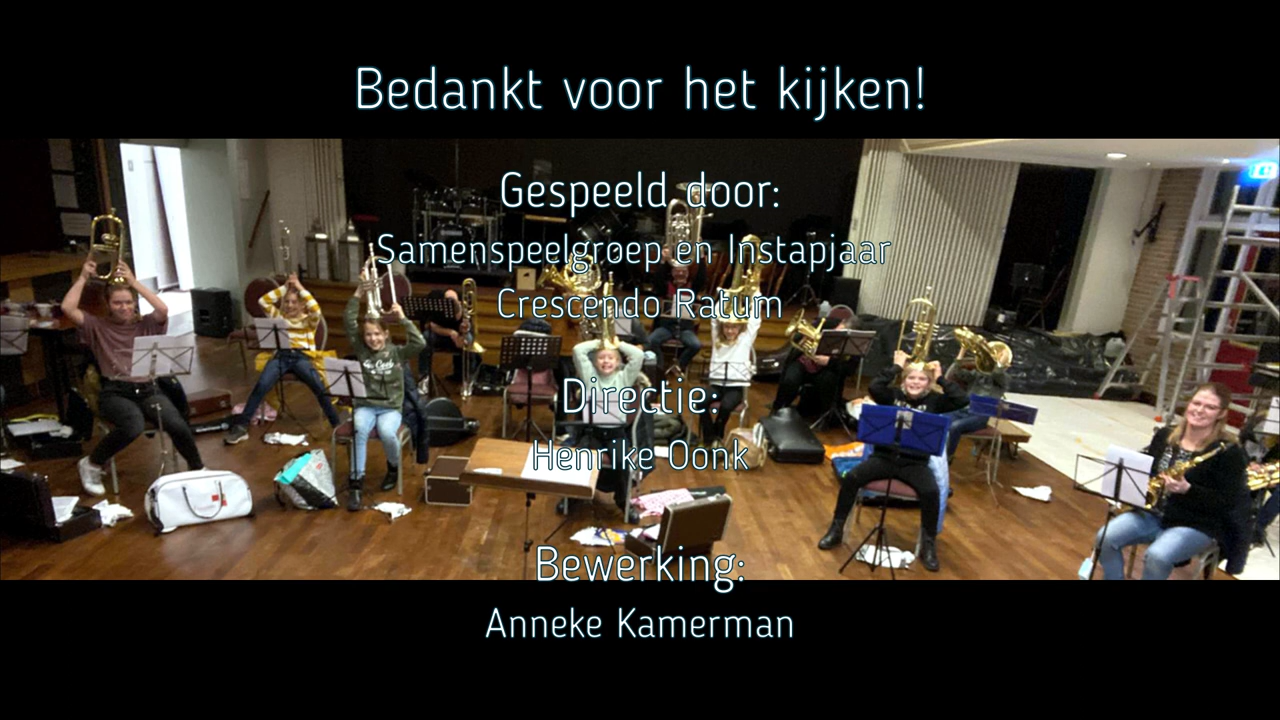 Bedankt voor het kijken!
Gespeeld door:
Samenspeelgroep en Instapjaar
Crescendo Ratum
Directie:
Henrike Oonk
Bewerking:
Anneke Kamerman